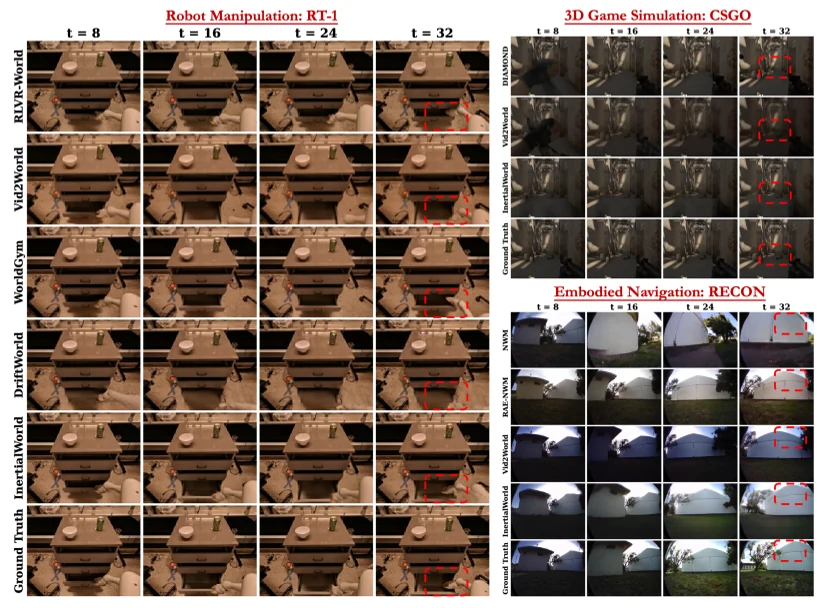 Robot Manipulation: RT-1
t = 8 t = 16 t = 24 t = 32
RLVR-World
Vid2World
WorldGym
DriftWorld
InertialWorld
Ground Truth
3D Game Simulation: CSGO
t = 8 t = 16 t = 24 t = 32
DIAMOND
Vid2World
InertialWorld
Ground Truth
Embodied Navigation: RECON
t = 8 t = 16 t = 24 t = 32
NWM
RAE-NWM
Vid2World
InertialWorld
Ground Truth